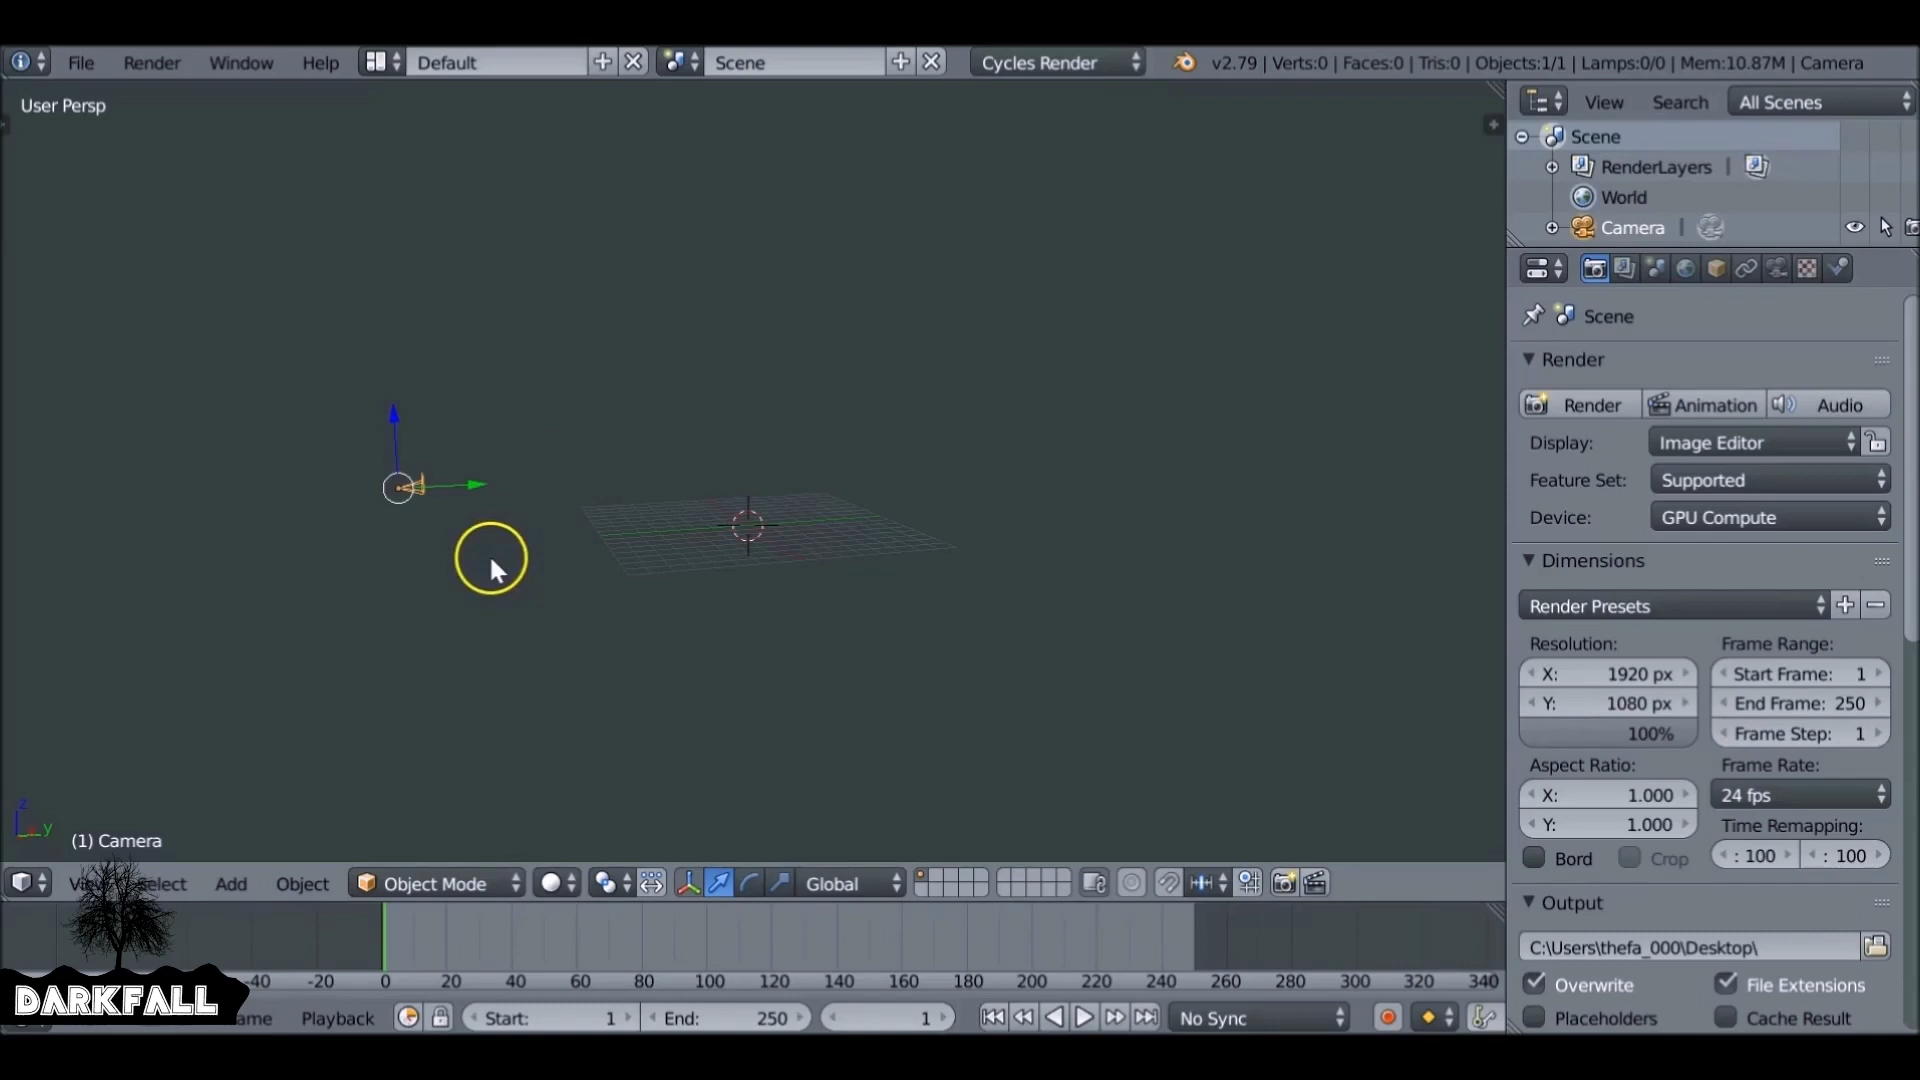 File Render Window Help Default Scene Cycles Render v2.79 | Verts:0 | Faces:0 | Tris:0 | Objects:1/1 | Lamps:0/0 | Mem:10.87M | Camera
User Persp
View Search All Scenes
Scene
RenderLayers
World
Camera
Scene
Render
Render Animation Audio
Display: Image Editor
Feature Set: Supported
Device: GPU Compute
Dimensions
Render Presets
Resolution: Frame Range:
X: 1920 px Start Frame: 1
Y: 1080 px End Frame: 250
100% Frame Step: 1
Aspect Ratio: Frame Rate:
X: 1.000 24 fps
Y: 1.000 Time Remapping:
Bord Crop : 100 : 100
Output
C:\Users\thefa_000\Desktop\
Overwrite File Extensions
Placeholders Cache Result
z
y
(1) Camera
Add Object Object Mode Global
-40 -20 0 20 40 60 80 100 120 140 160 180 200 220 240 260 280 300 320 340
Playback Start: 1 End: 250 1 No Sync
DARKFALL